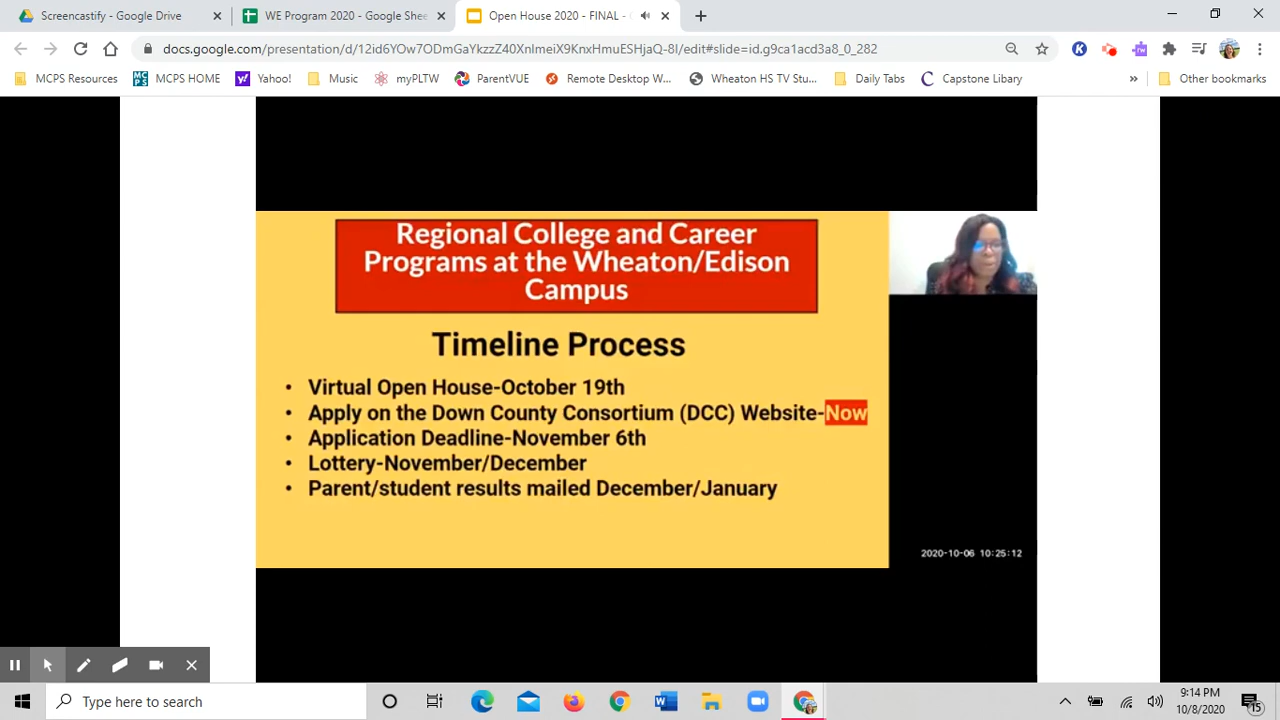 Screencastify - Google Drive
WE Program 2020 - Google Shee
Open House 2020 - FINAL -
docs.google.com/presentation/d/12id6YOw7ODmGaYkzzZ40XnImeiX9KnxHmuESHjaQ-8I/edit#slide=id.g9ca1acd3a8_0_282
MCPS Resources
MCPS HOME
Yahoo!
Music
myPLTW
ParentVUE
Remote Desktop W...
Wheaton HS TV Stu...
Daily Tabs
Capstone Library
»
Other bookmarks
Regional College and Career
Programs at the Wheaton/Edison
Campus
Timeline Process
• Virtual Open House-October 19th
• Apply on the Down County Consortium (DCC) Website-Now
• Application Deadline-November 6th
• Lottery-November/December
• Parent/student results mailed December/January
2020-10-06 10:25:12
Type here to search
9:14 PM
10/8/2020
15